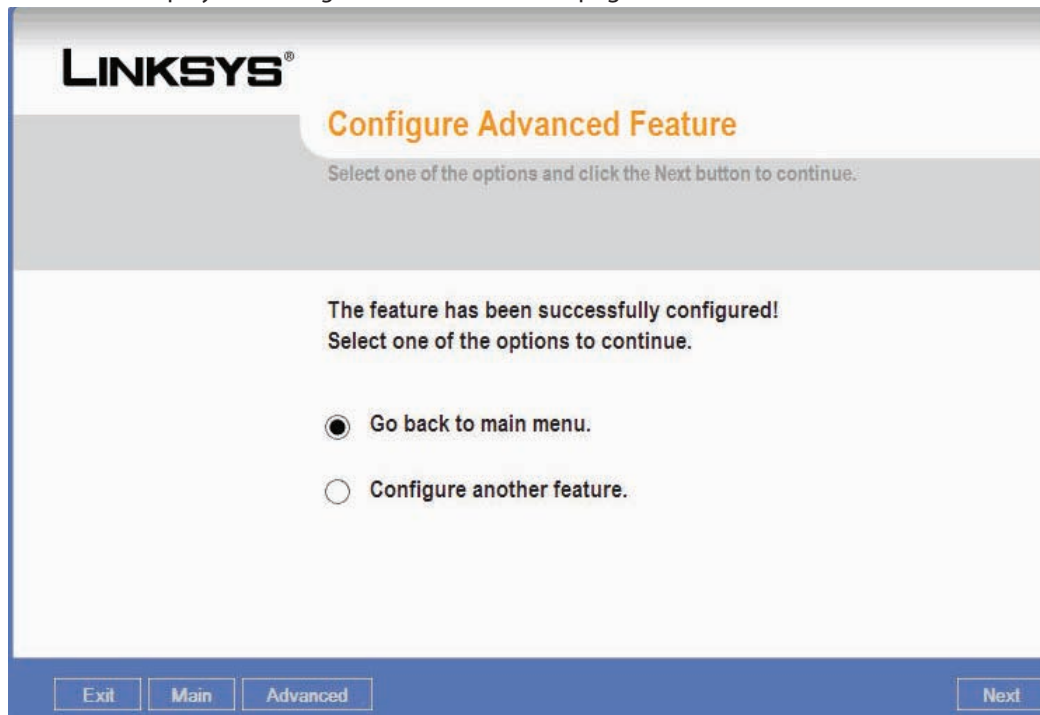 LINKSYS®
Configure Advanced Feature
Select one of the options and click the Next button to continue.
The feature has been successfully configured!
Select one of the options to continue.
Go back to main menu.
Configure another feature.
Exit Main Advanced Next